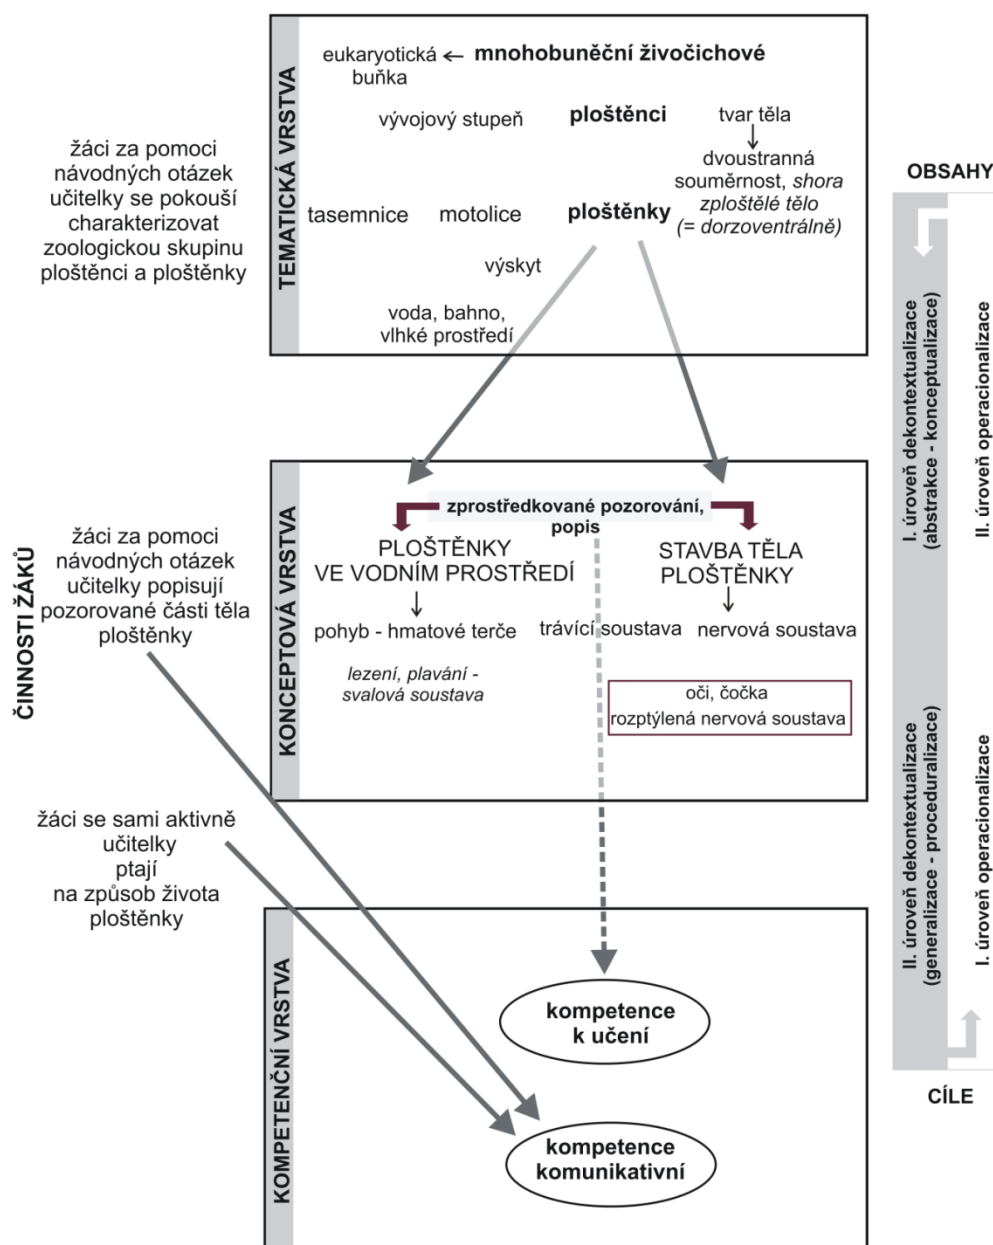 eukaryotická ← mnohobuněční živočichové
buňka
vývojový stupeň
ploštěnci
tvar těla
dvoustranná
souměrnost, shora
zploštělé tělo
(= dorzoventrálně)
tasemnice
motolice
ploštěnky
výskyt
voda, bahno,
vlhké prostředí
TEMATICKÁ VRSTVA
žáci za pomoci
návodných otázek
učitelky se pokouší
charakterizovat
zoologickou skupinu
ploštěnci a ploštěnky
OBSAHY
I. úroveň dekontextualizace
(abstrakce - konceptualizace)
II. úroveň operacionalizace
KONCEPTOVÁ VRSTVA
zprostředkované pozorování,
popis
PLOŠTĚNKY
VE VODNÍM PROSTŘEDÍ
STAVBA TĚLA
PLOŠTĚNKY
pohyb - hmatové terče
trávící soustava
nervová soustava
lezení, plavání -
svalová soustava
oči, čočka
rozptýlená nervová soustava
ČINNOSTI ŽÁKŮ
žáci za pomoci
návodných otázek
učitelky popisují
pozorované části těla
ploštěnky
žáci se sami aktivně
učitelky
ptají
na způsob života
ploštěnky
II. úroveň dekontextualizace
(generalizace - proceduralizace)
I. úroveň operacionalizace
CÍLE
KOMPETENČNÍ VRSTVA
kompetence
k učení
kompetence
komunikativní